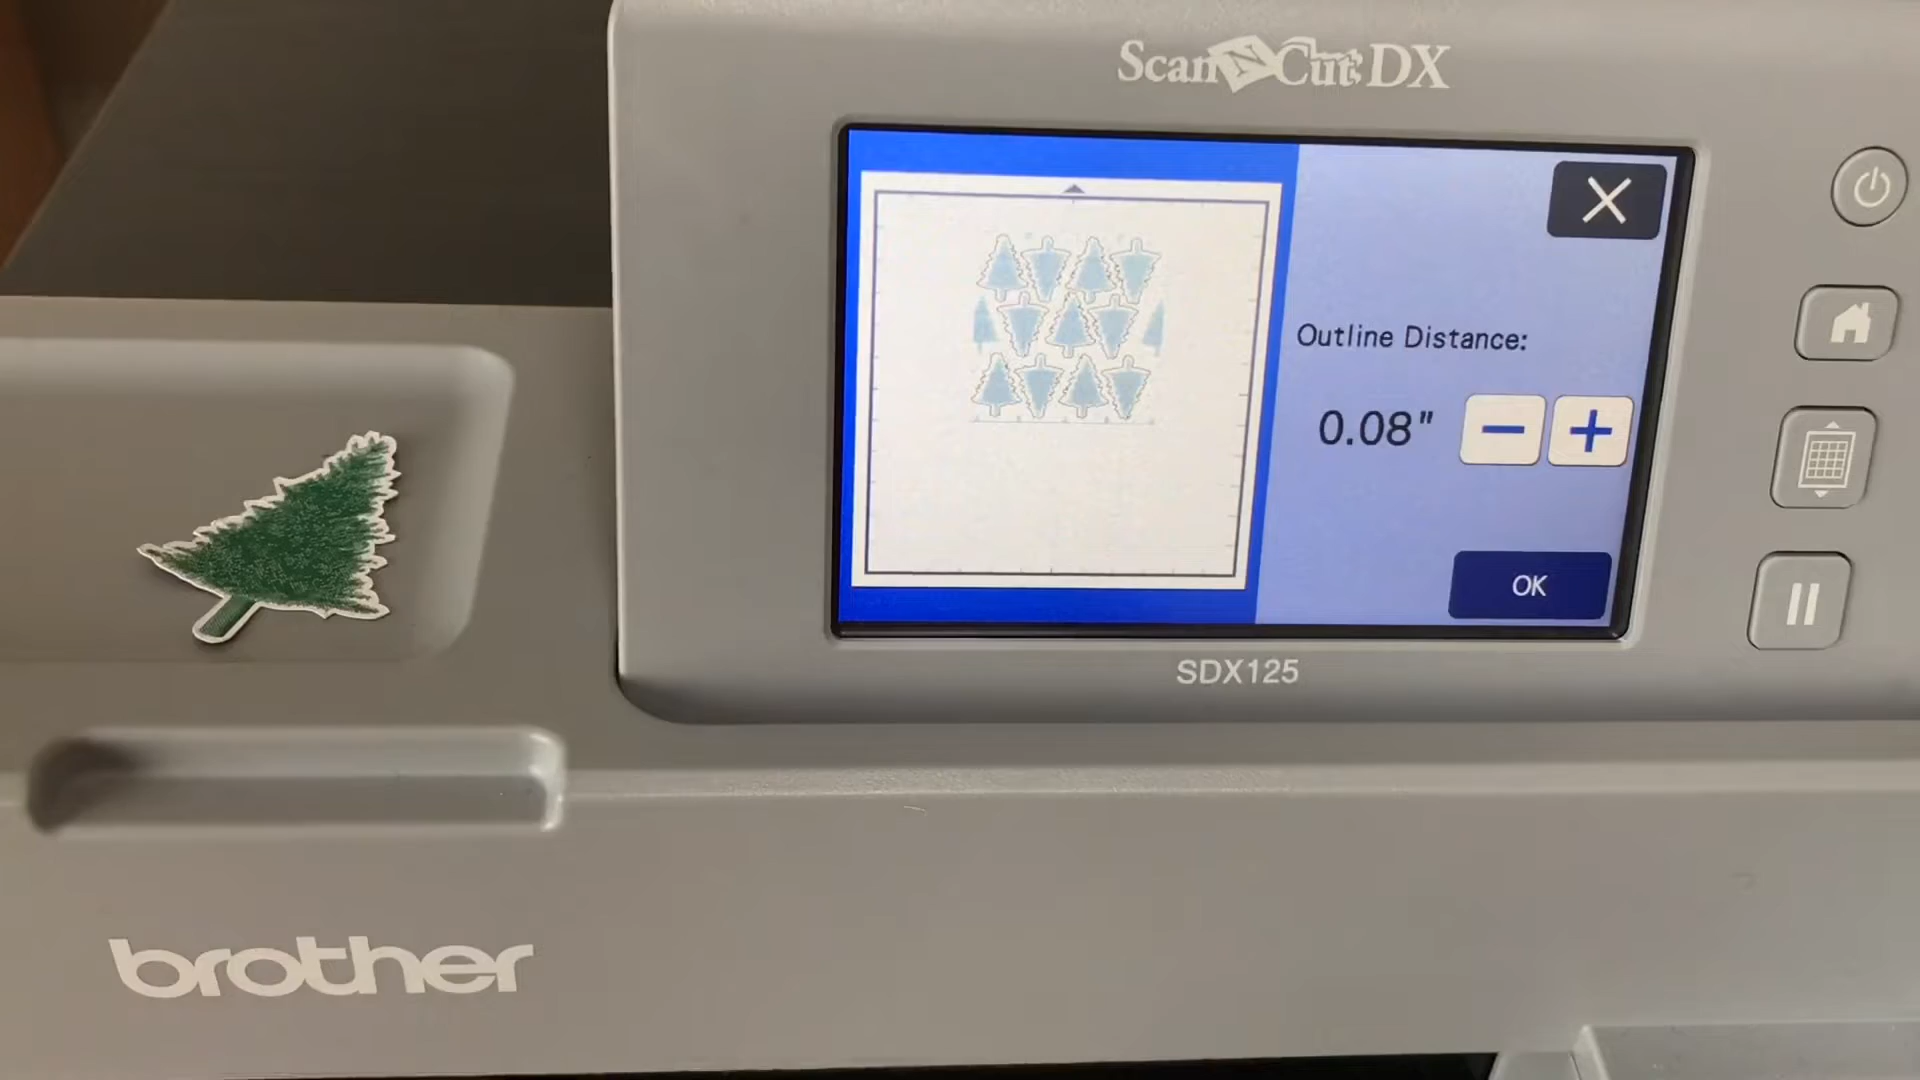 ScanNCut DX
Outline Distance:
0.08"
OK
SDX125
brother